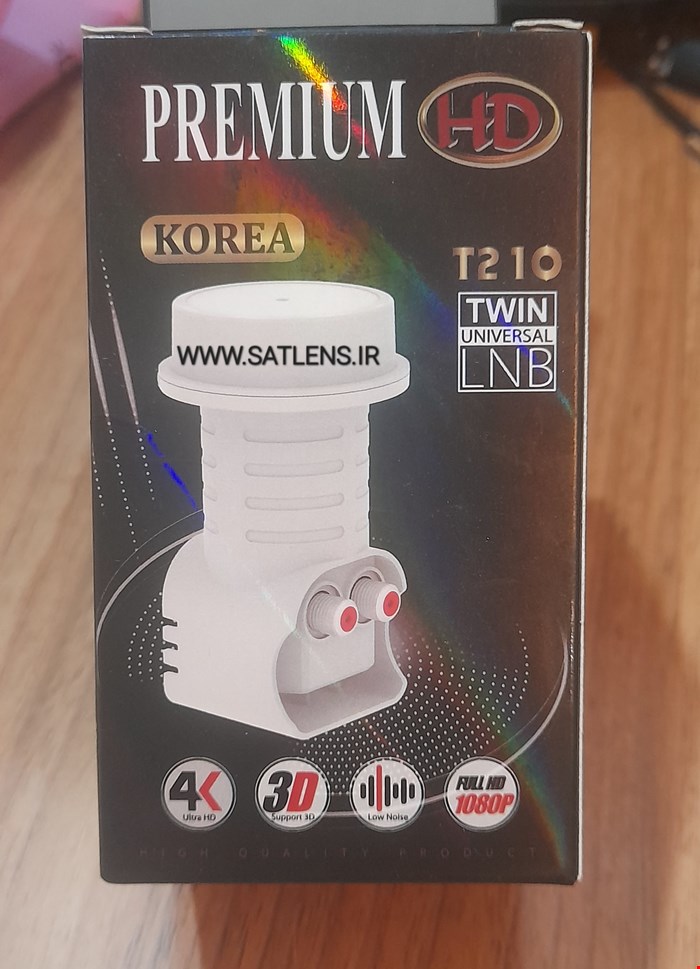 PREMIUM HD
KOREA
T210
TWIN
UNIVERSAL
LNB
WWW.SATLENS.IR
4K
Ultra HD
3D
Support 3D
Low Noise
FULL HD
1080P
HIGH QUALITY PRODUCT